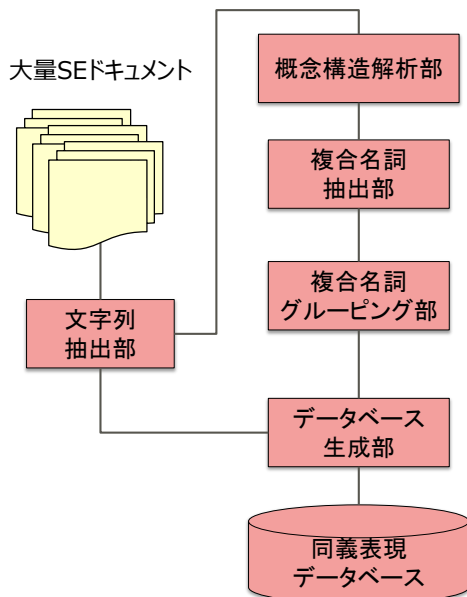 大量SEドキュメント
文字列
抽出部
概念構造解析部
複合名詞
抽出部
複合名詞
グルーピング部
データベース
生成部
同義表現
データベース